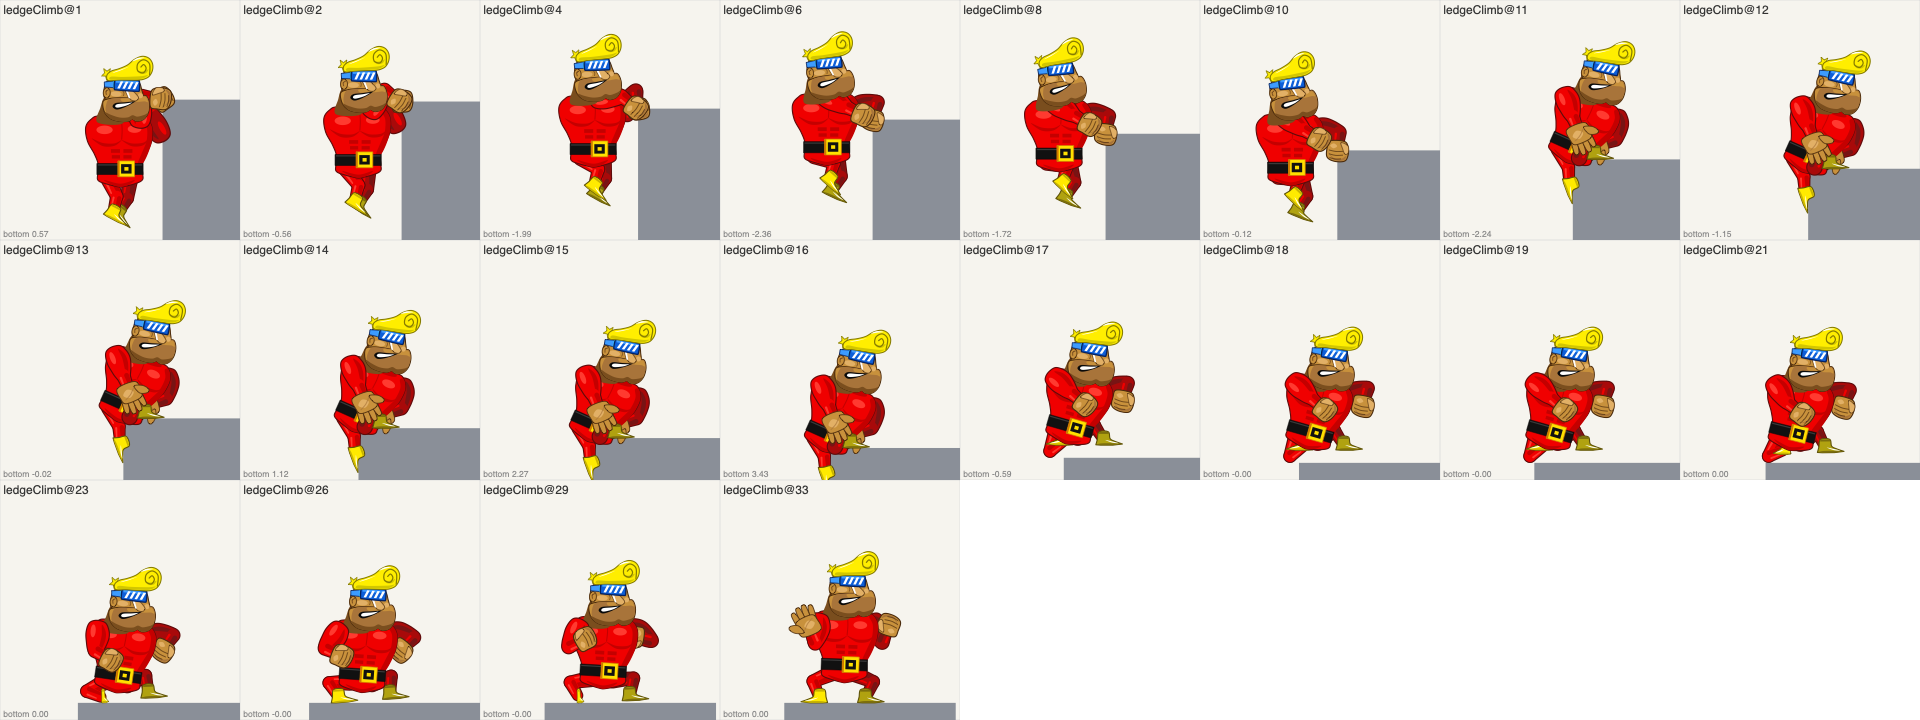 ledgeClimb@1
ledgeClimb@2
ledgeClimb@4
ledgeClimb@6
ledgeClimb@8
ledgeClimb@10
ledgeClimb@11
ledgeClimb@12
bottom 0.57
bottom -0.56
bottom -1.99
bottom -2.36
bottom -1.72
bottom -0.12
bottom -2.24
bottom -1.15
ledgeClimb@13
ledgeClimb@14
ledgeClimb@15
ledgeClimb@16
ledgeClimb@17
ledgeClimb@18
ledgeClimb@19
ledgeClimb@21
bottom -0.02
bottom 1.12
bottom 2.27
bottom 3.43
bottom -0.59
bottom -0.00
bottom -0.00
bottom 0.00
ledgeClimb@23
ledgeClimb@26
ledgeClimb@29
ledgeClimb@33
bottom 0.00
bottom -0.00
bottom -0.00
bottom 0.00